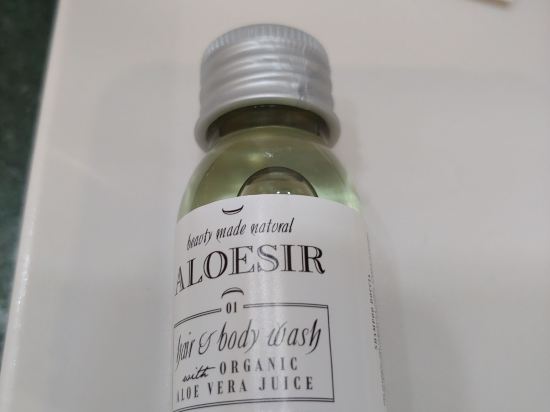 beauty made natural
ALOESIR
01
hair & body wash
with ORGANIC
ALOE VERA JUICE